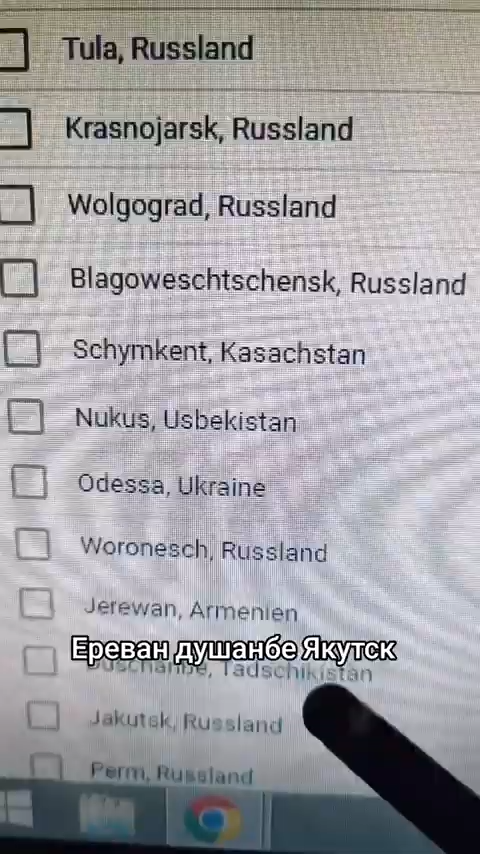 Tula, Russland
Krasnojarsk, Russland
Wolgograd, Russland
Blagoweschtschensk, Russland
Schymkent, Kasachstan
Nukus, Usbekistan
Odessa, Ukraine
Woronesch, Russland
Jerewan, Armenien
Ереван душанбе Якутск
Duschanbe, Tadschikistan
Jakutsk, Russland
Perm, Russland